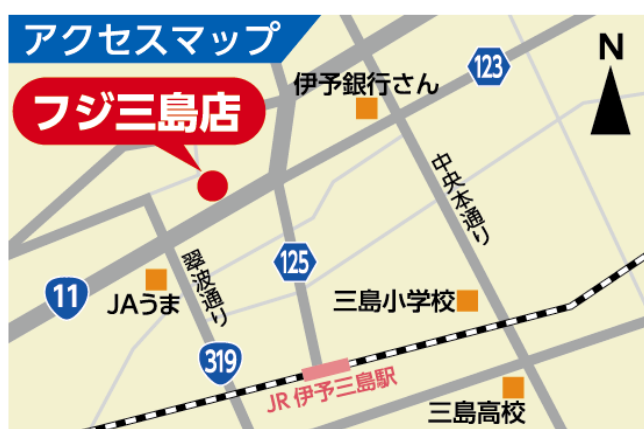 アクセスマップ
N
123
伊予銀行さん
フジ三島店
中央本通り
翠波通り
125
11
JAうま
三島小学校
319
JR 伊予三島駅
三島高校